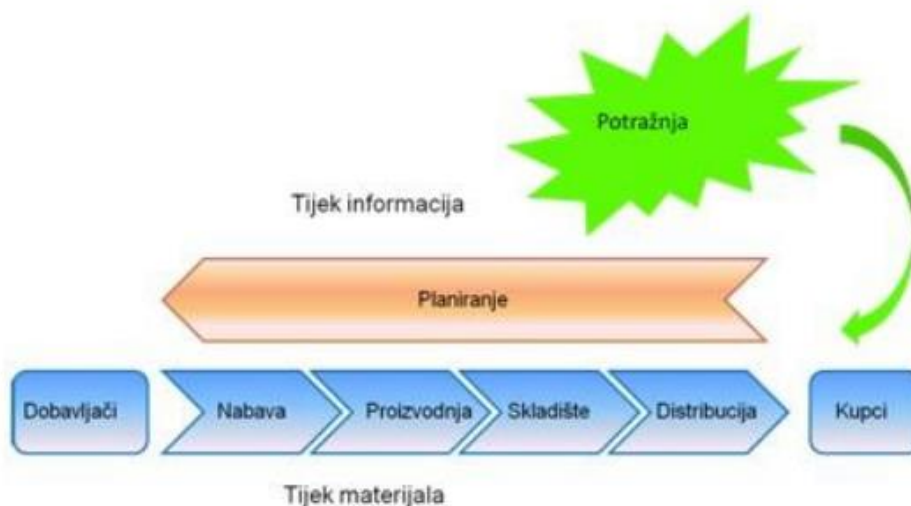 Potražnja
Tijek informacija
Planiranje
Dobavljači
Nabava
Proizvodnja
Skladište
Distribucija
Kupci
Tijek materijala